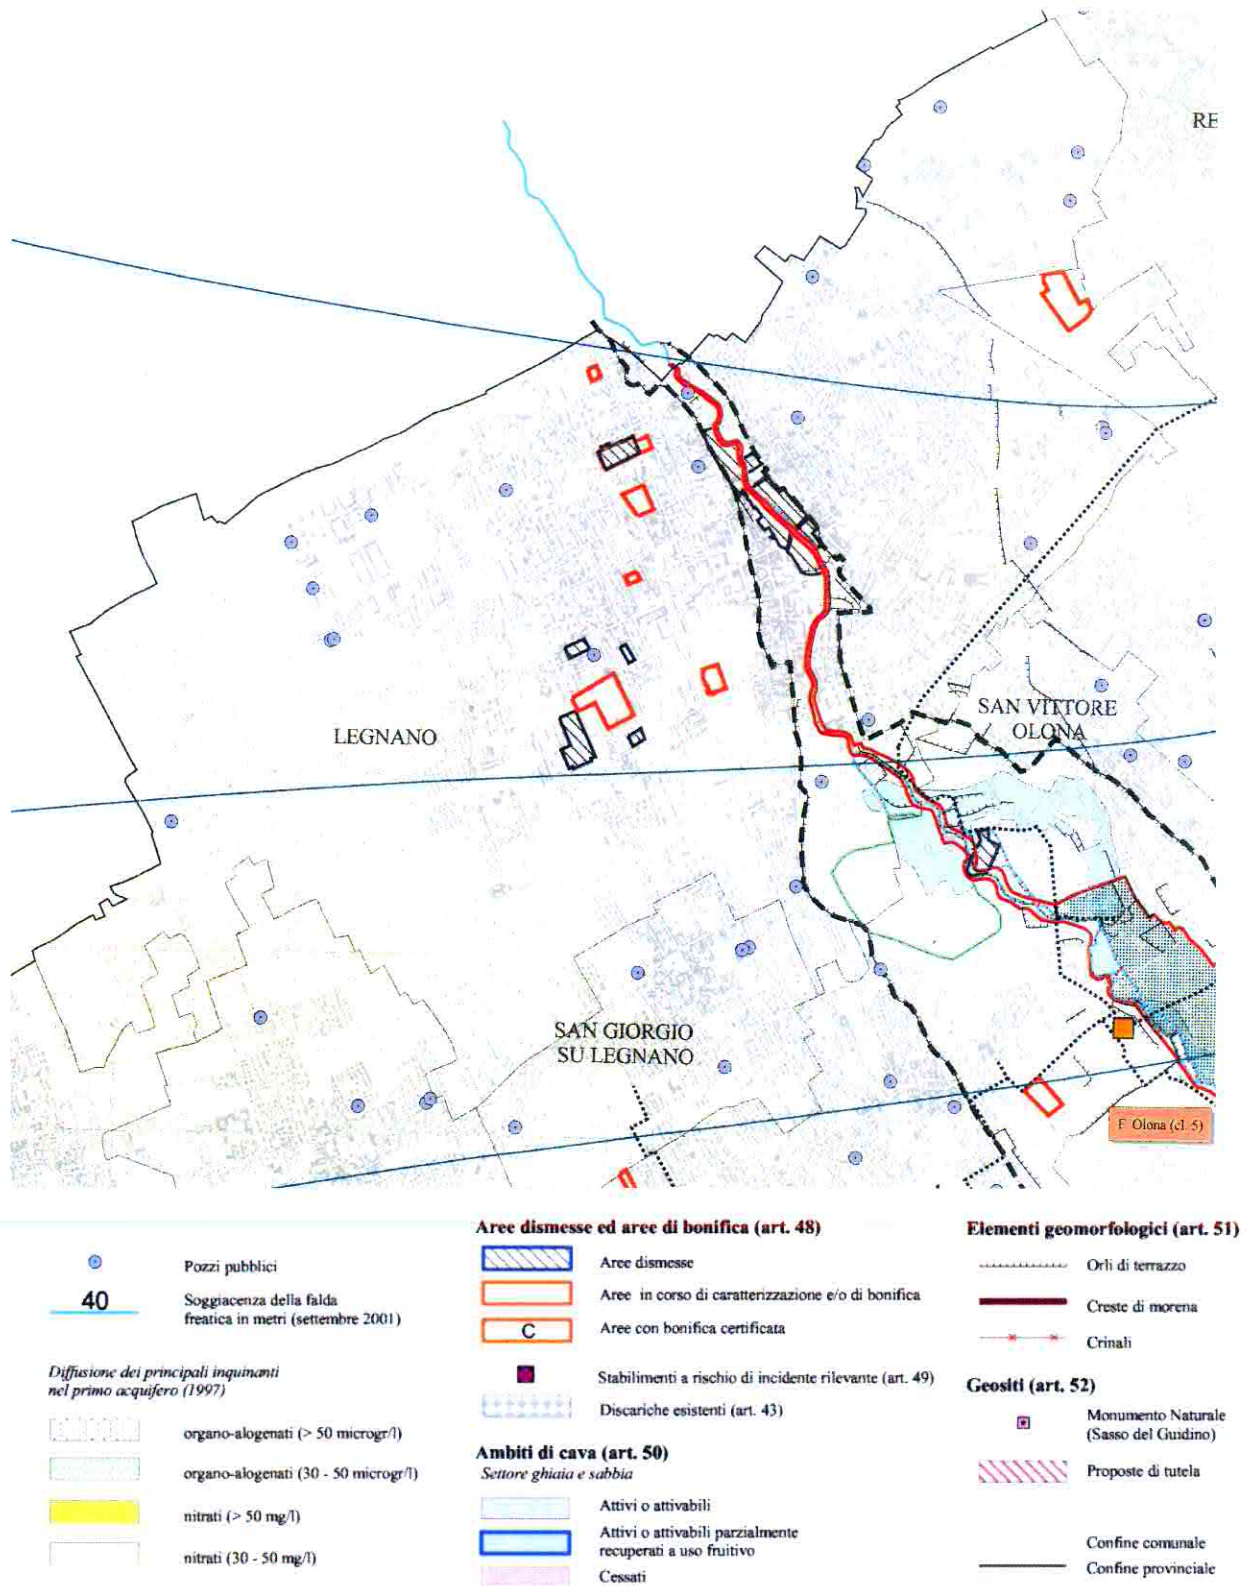 RE
LEGNANO
SAN VITTORE
OLONA
SAN GIORGIO
SU LEGNANO
F. Olona (cl. 5)
Pozzi pubblici
40
Soggiacenza della falda
freatica in metri (settembre 2001)
Diffusione dei principali inquinanti
nel primo acquifero (1997)
organo-alogenati (> 50 microgr/l)
organo-alogenati (30 - 50 microgr/l)
nitrati (> 50 mg/l)
nitrati (30 - 50 mg/l)
Aree dismesse ed aree di bonifica (art. 48)
Aree dismesse
Aree in corso di caratterizzazione e/o di bonifica
C
Aree con bonifica certificata
Stabilimenti a rischio di incidente rilevante (art. 49)
Discariche esistenti (art. 43)
Ambiti di cava (art. 50)
Settore ghiaia e sabbia
Attivi o attivabili
Attivi o attivabili parzialmente
recuperati a uso fruitivo
Cessati
Elementi geomorfologici (art. 51)
Orli di terrazzo
Creste di morena
Crinali
Geositi (art. 52)
Monumento Naturale
(Sasso del Guidino)
Proposte di tutela
Confine comunale
Confine provinciale